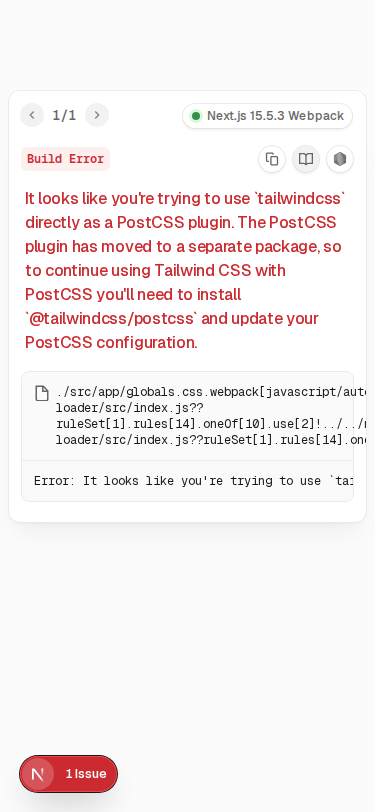 1/1
Next.js 15.5.3 Webpack
Build Error
It looks like you're trying to use `tailwindcss`
directly as a PostCSS plugin. The PostCSS
plugin has moved to a separate package, so
to continue using Tailwind CSS with
PostCSS you'll need to install
`@tailwindcss/postcss` and update your
PostCSS configuration.
./src/app/globals.css.webpack[javascript/auto
loader/src/index.js??
ruleSet[1].rules[14].oneOf[10].use[2]!../../
loader/src/index.js??ruleSet[1].rules[14].one
Error: It looks like you're trying to use `tai
1 Issue